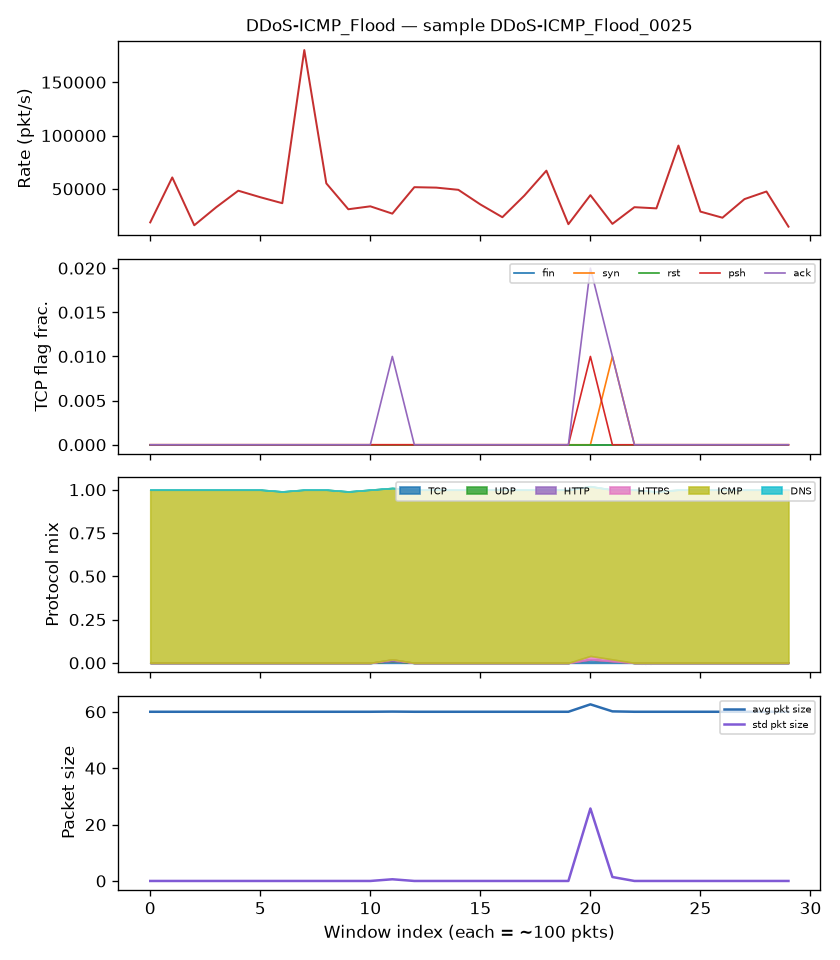 DDoS-ICMP_Flood — sample DDoS-ICMP_Flood_0025
150000
100000
50000
Rate (pkt/s)
fin syn rst psh ack
0.020
0.015
0.010
0.005
0.000
TCP flag frac.
TCP UDP HTTP HTTPS ICMP DNS
1.00
0.75
0.50
0.25
0.00
Protocol mix
avg pkt size
std pkt size
60
40
20
0
Packet size
0 5 10 15 20 25 30
Window index (each = ~100 pkts)